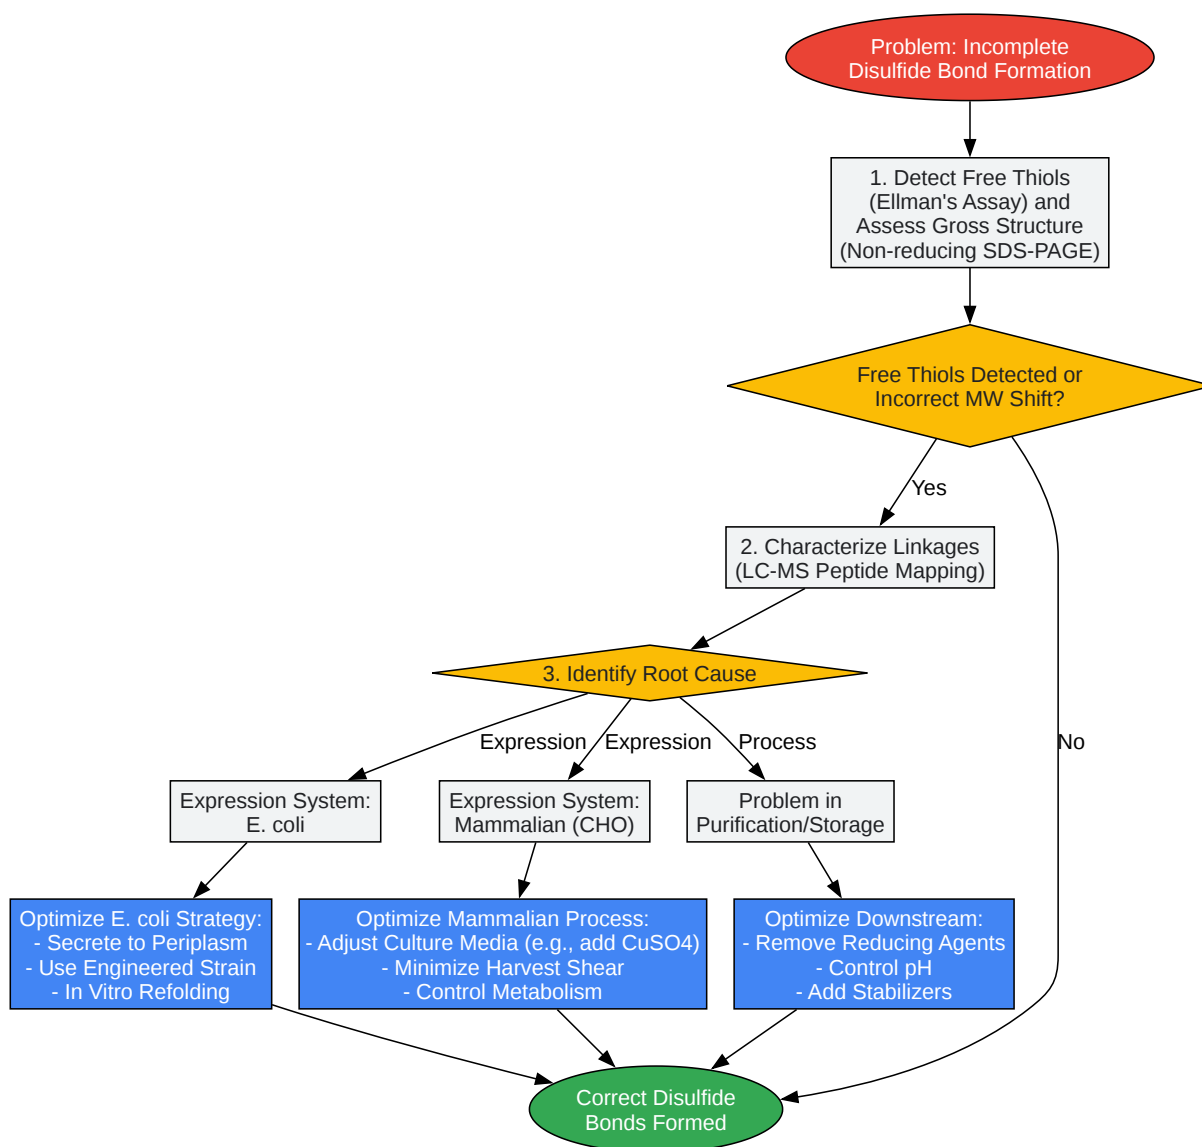 Problem: Incomplete
Disulfide Bond Formation
1. Detect Free Thiols
(Ellman's Assay) and
Assess Gross Structure
(Non-reducing SDS-PAGE)
Free Thiols Detected or
Incorrect MW Shift?
Yes
2. Characterize Linkages
(LC-MS Peptide Mapping)
3. Identify Root Cause
Expression
Expression
Process
No
Expression System:
E. coli
Expression System:
Mammalian (CHO)
Problem in
Purification/Storage
Optimize E. coli Strategy:
- Secrete to Periplasm
- Use Engineered Strain
- In Vitro Refolding
Optimize Mammalian Process:
- Adjust Culture Media (e.g., add CuSO4)
- Minimize Harvest Shear
- Control Metabolism
Optimize Downstream:
- Remove Reducing Agents
- Control pH
- Add Stabilizers
Correct Disulfide
Bonds Formed